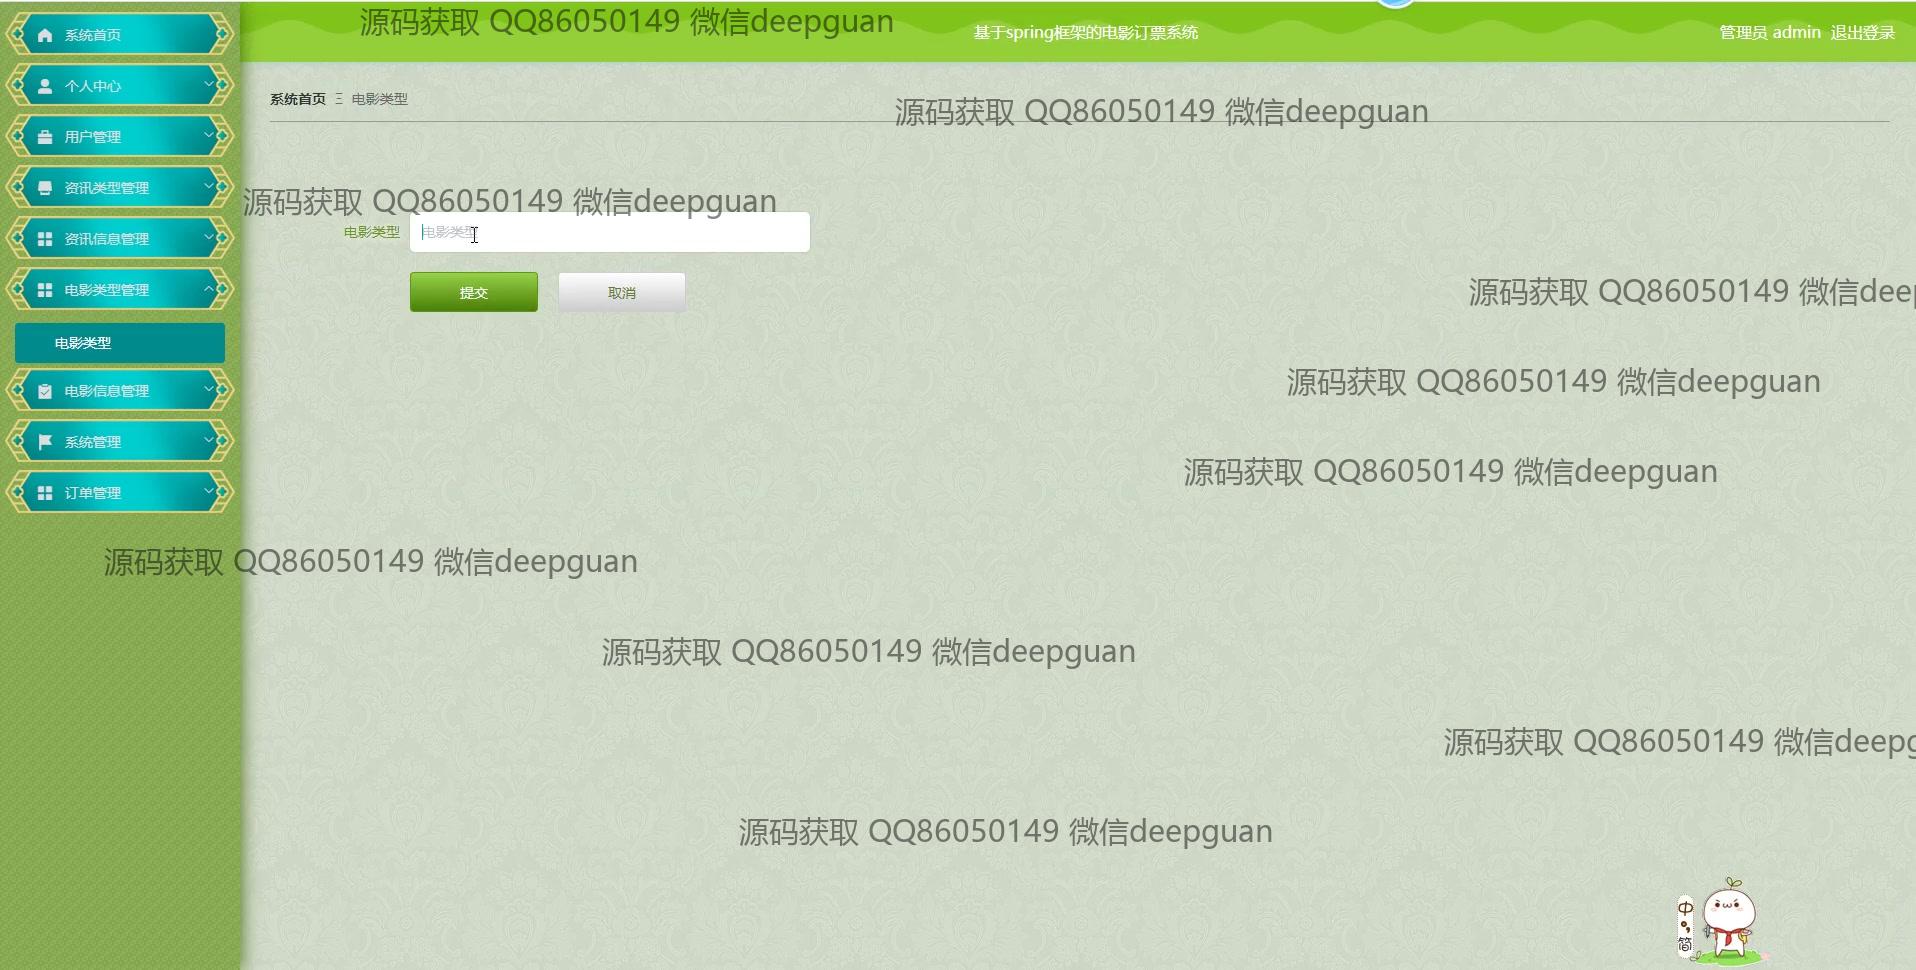 源码获取 QQ86050149 微信deepguan
基于spring框架的电影订票系统
管理员 admin 退出登录
系统首页
个人中心
用户管理
资讯类型管理
资讯信息管理
电影类型管理
电影类型
电影信息管理
系统管理
订单管理
系统首页 Ξ 电影类型
源码获取 QQ86050149 微信deepguan
源码获取 QQ86050149 微信deepguan
电影类型 电影类型
提交 取消
源码获取 QQ86050149 微信deep
源码获取 QQ86050149 微信deepguan
源码获取 QQ86050149 微信deepguan
源码获取 QQ86050149 微信deepguan
源码获取 QQ86050149 微信deepguan
源码获取 QQ86050149 微信deepg
源码获取 QQ86050149 微信deepguan
中
°,
简